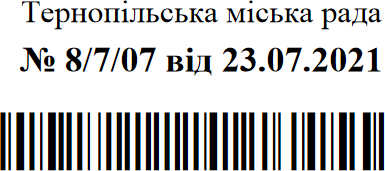 Тернопільська міська рада
№ 8/7/07 від 23.07.2021